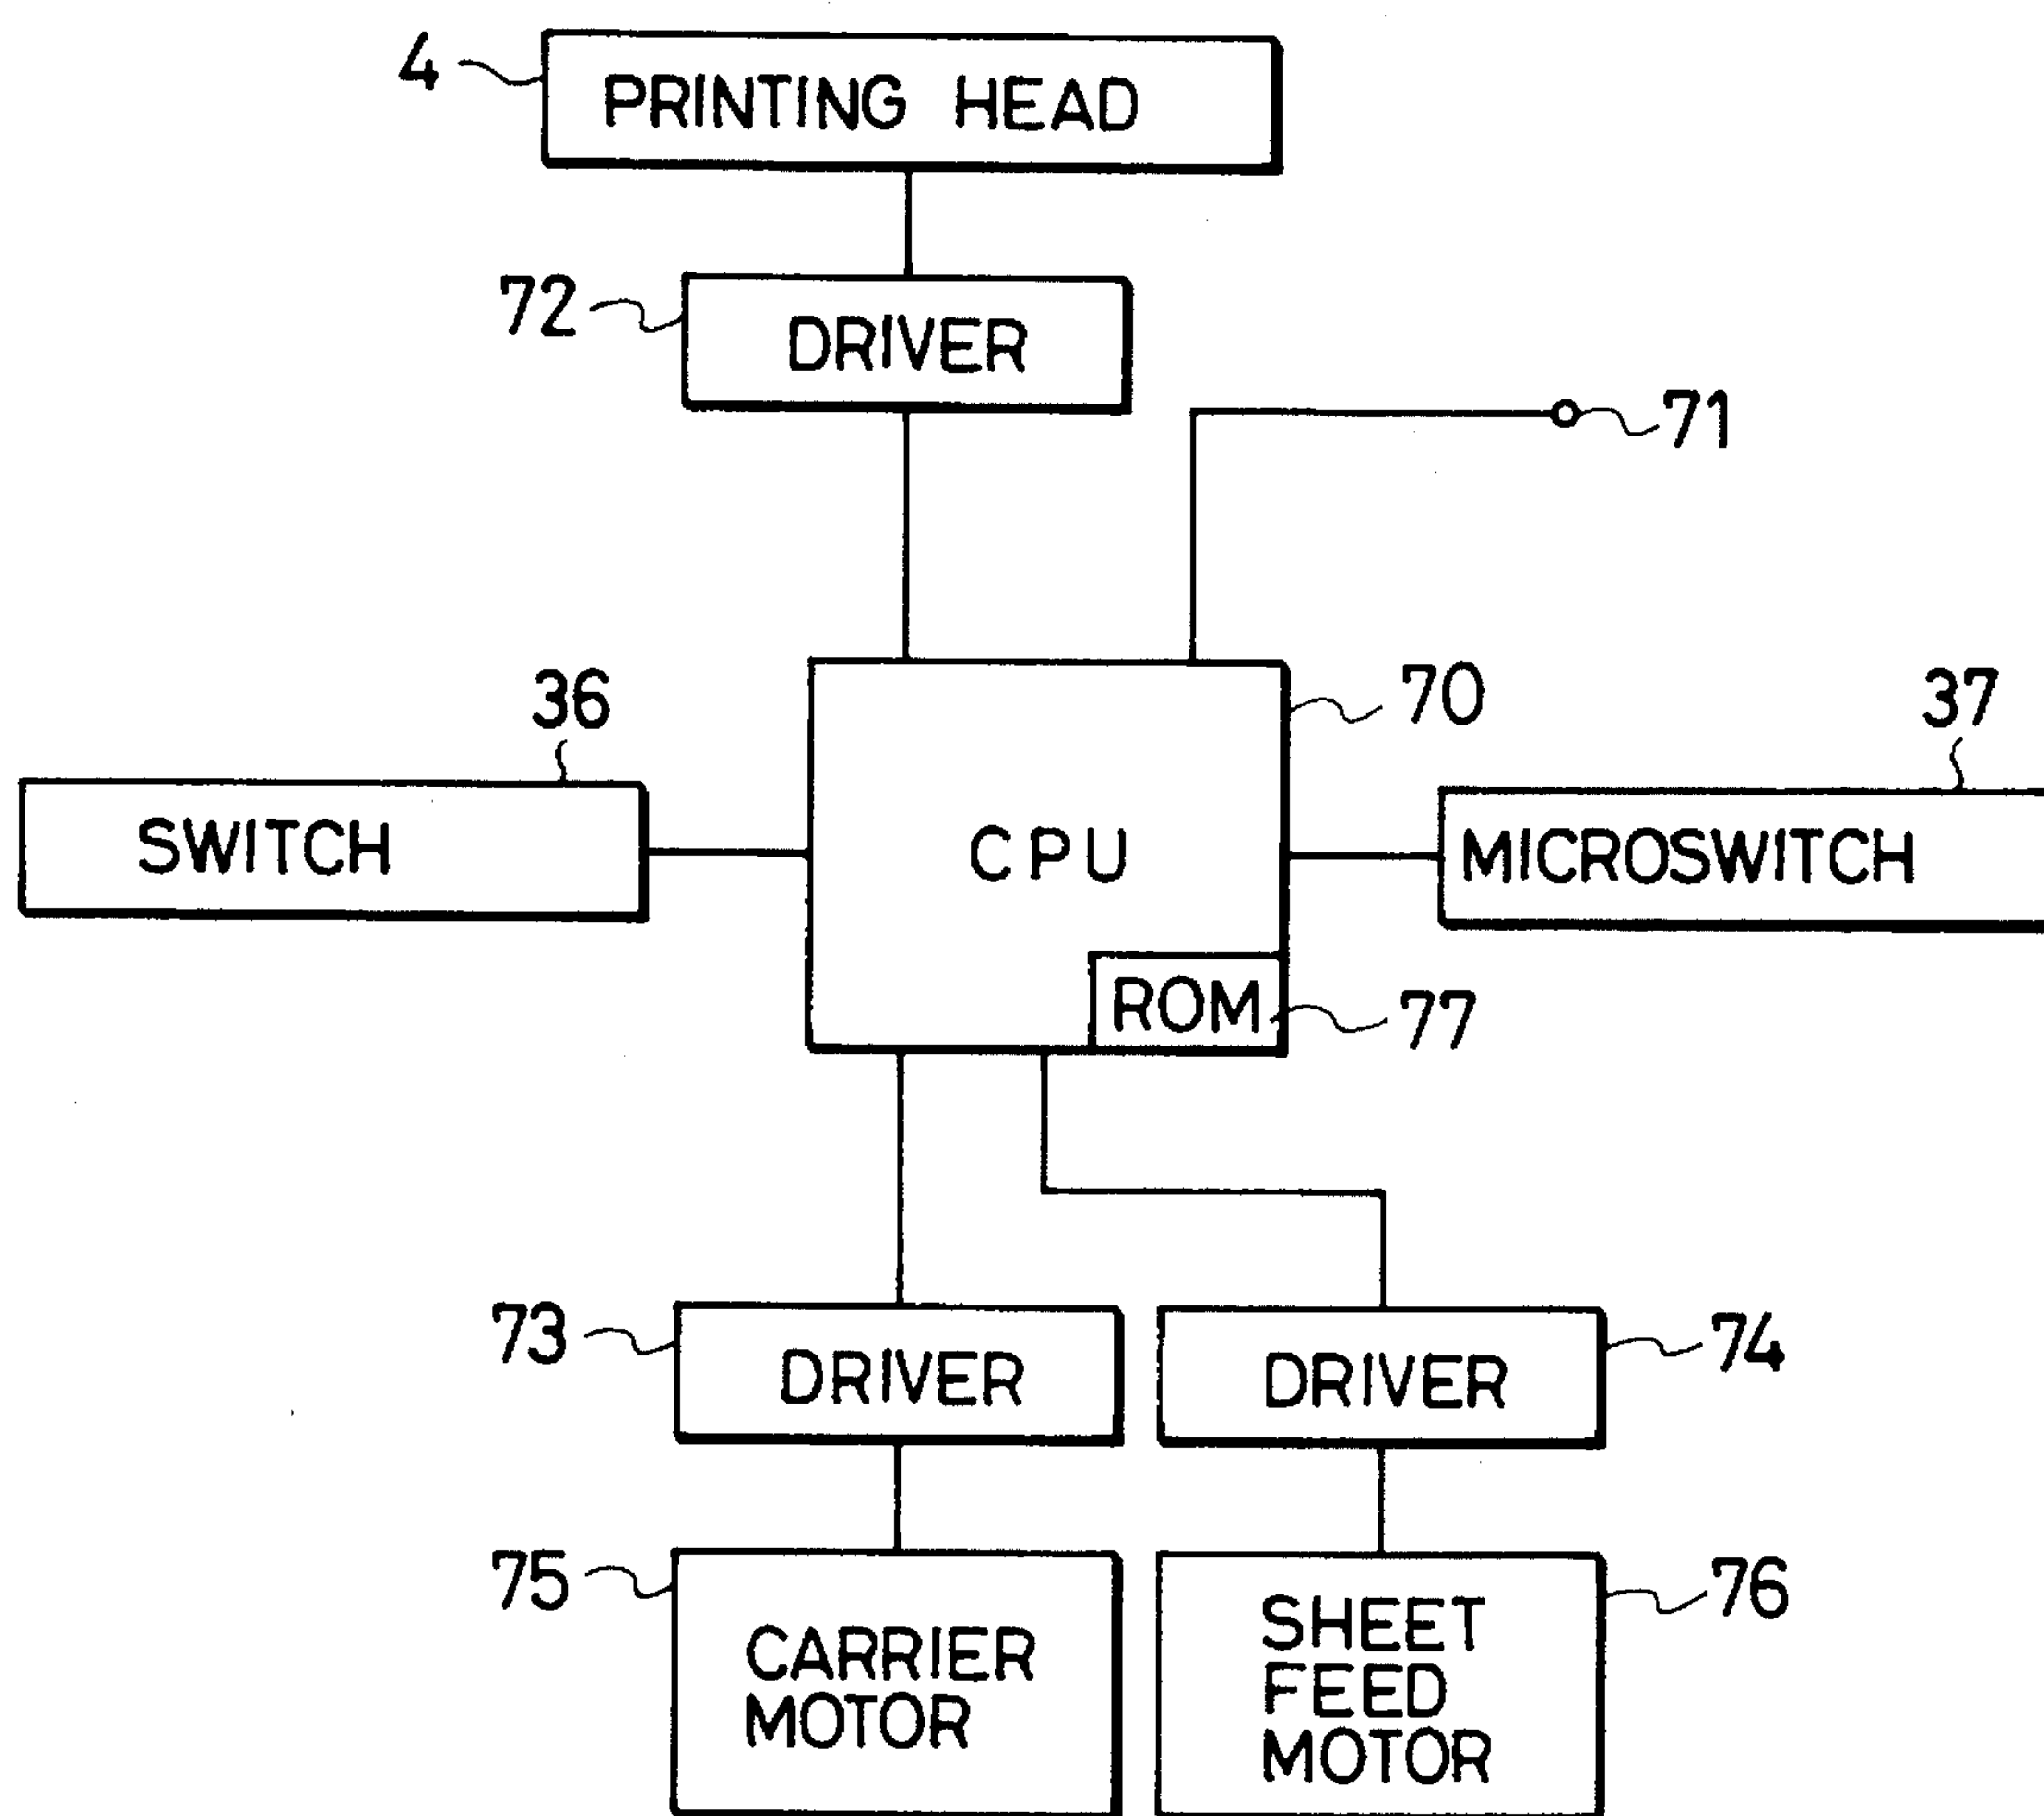 4
PRINTING HEAD
72
DRIVER
71
36
70
37
SWITCH
CPU
MICROSWITCH
ROM
77
73
DRIVER
74
DRIVER
75
CARRIER
MOTOR
76
SHEET
FEED
MOTOR